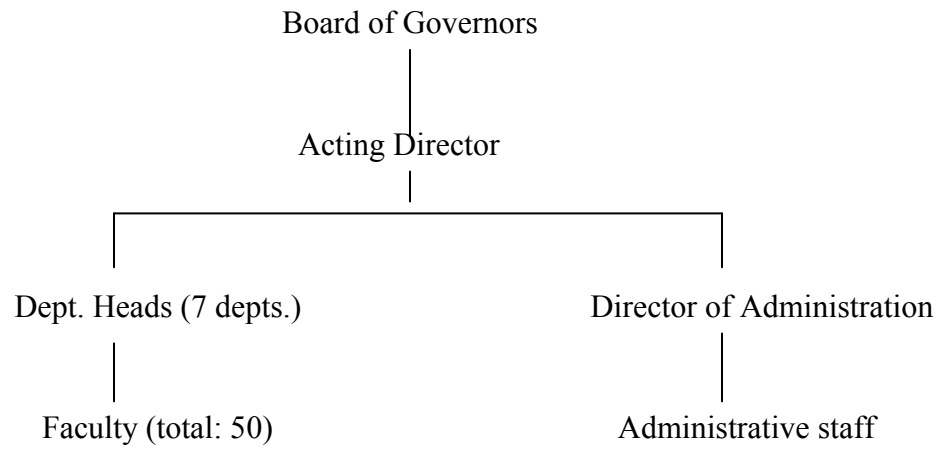 Board of Governors
Acting Director
Dept. Heads (7 depts.)
Director of Administration
Faculty (total: 50)
Administrative staff